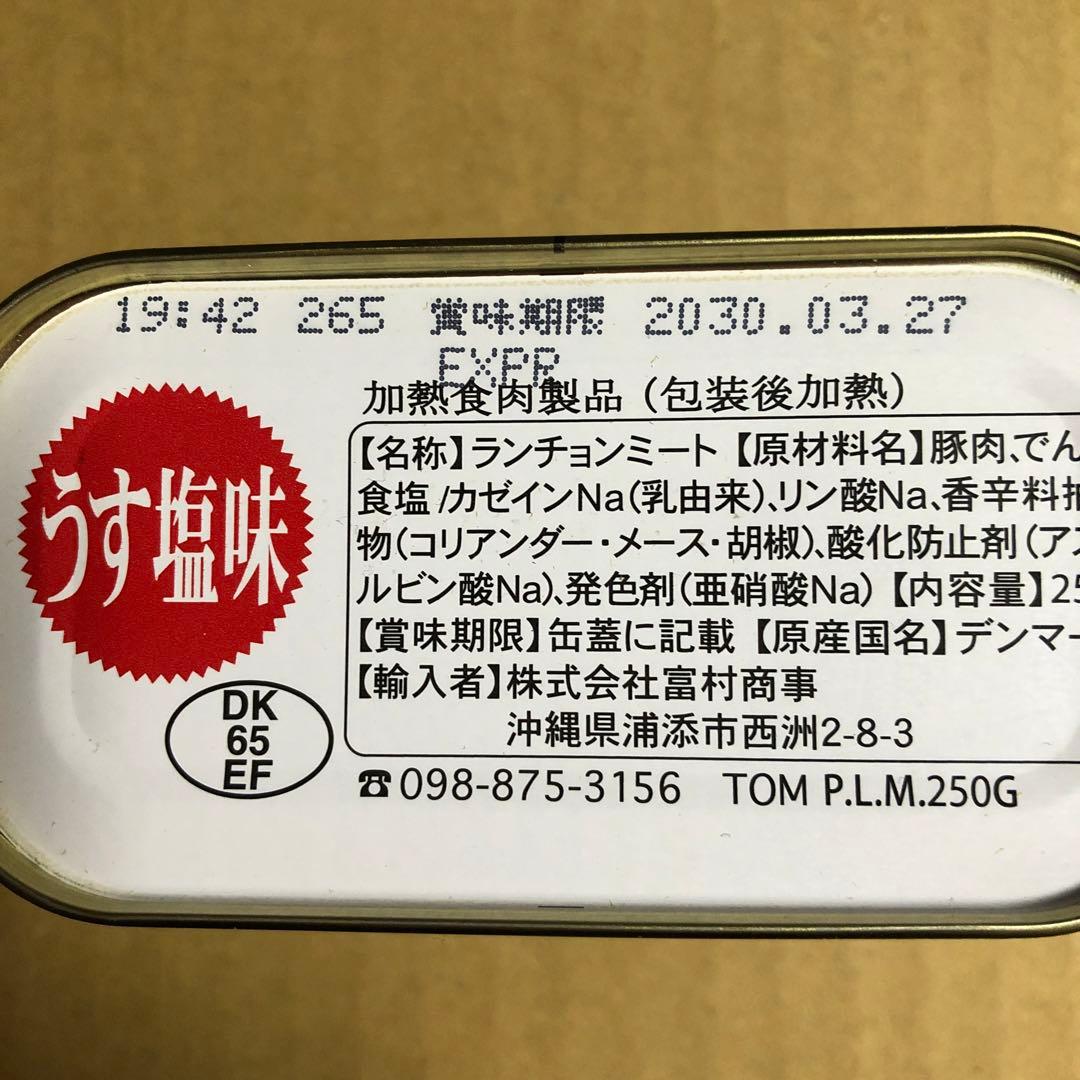 19:42 265 賞味期限 2030.03.27
EXPR
加熱食肉製品(包装後加熱)
うす塩味
【名称】ランチョンミート【原材料名】豚肉、でん
食塩/カゼインNa(乳由来)、リン酸Na、香辛料抽
物(コリアンダー・メース・胡椒)、酸化防止剤(アス
ルビン酸Na)、発色剤(亜硝酸Na)【内容量】25
【賞味期限】缶蓋に記載【原産国名】デンマー
【輸入者】株式会社富村商事
沖縄県浦添市西洲2-8-3
DK
65
EF
☎098-875-3156 TOM P.L.M.250G